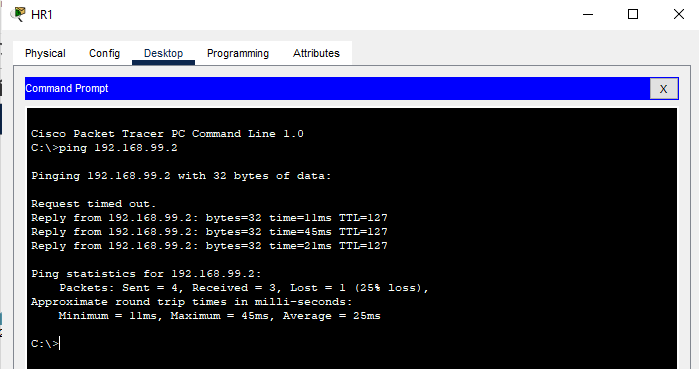 HR1
Physical Config Desktop Programming Attributes
Command Prompt
X
Cisco Packet Tracer PC Command Line 1.0
C:\>ping 192.168.99.2
Pinging 192.168.99.2 with 32 bytes of data:
Request timed out.
Reply from 192.168.99.2: bytes=32 time=11ms TTL=127
Reply from 192.168.99.2: bytes=32 time=45ms TTL=127
Reply from 192.168.99.2: bytes=32 time=21ms TTL=127
Ping statistics for 192.168.99.2:
Packets: Sent = 4, Received = 3, Lost = 1 (25% loss),
Approximate round trip times in milli-seconds:
Minimum = 11ms, Maximum = 45ms, Average = 25ms
C:\>